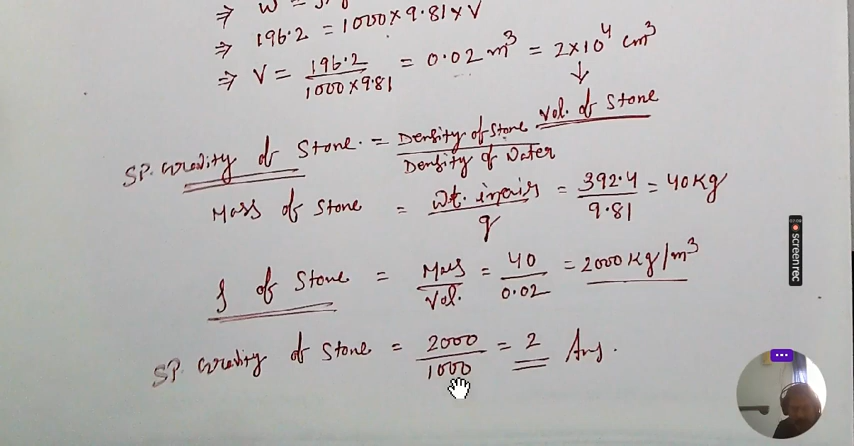 ⇒ W =
⇒ 196.2 = 1000 × 9.81 × V
⇒ V = 196.2 / 1000 × 9.81 = 0.02 m³ = 2×10⁴ cm³
↓
Vol. of Stone
SP. Gravity of Stone. = Density of Stone / Density of Water
Mass of Stone = Wt. in air / g = 392.4 / 9.81 = 40 Kg
ρ of Stone = Mass / Vol. = 40 / 0.02 = 2000 Kg/m³
SP. Gravity of Stone = 2000 / 1000 = 2 Ans.
screen rec